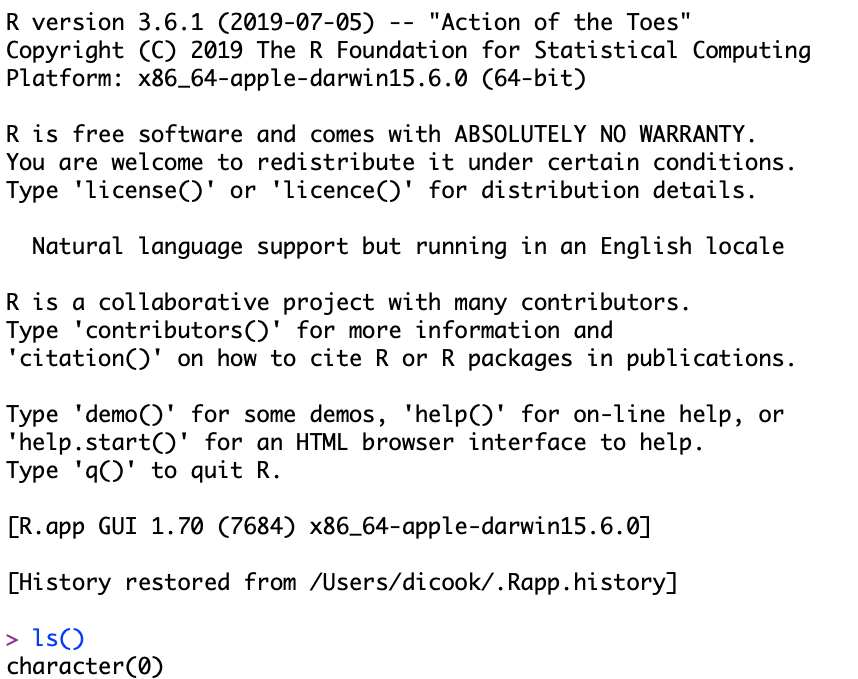 R version 3.6.1 (2019-07-05) -- "Action of the Toes"
Copyright (C) 2019 The R Foundation for Statistical Computing
Platform: x86_64-apple-darwin15.6.0 (64-bit)
R is free software and comes with ABSOLUTELY NO WARRANTY.
You are welcome to redistribute it under certain conditions.
Type 'license()' or 'licence()' for distribution details.
Natural language support but running in an English locale
R is a collaborative project with many contributors.
Type 'contributors()' for more information and
'citation()' on how to cite R or R packages in publications.
Type 'demo()' for some demos, 'help()' for on-line help, or
'help.start()' for an HTML browser interface to help.
Type 'q()' to quit R.
[R.app GUI 1.70 (7684) x86_64-apple-darwin15.6.0]
[History restored from /Users/dicook/.Rapp.history]
> ls()
character(0)